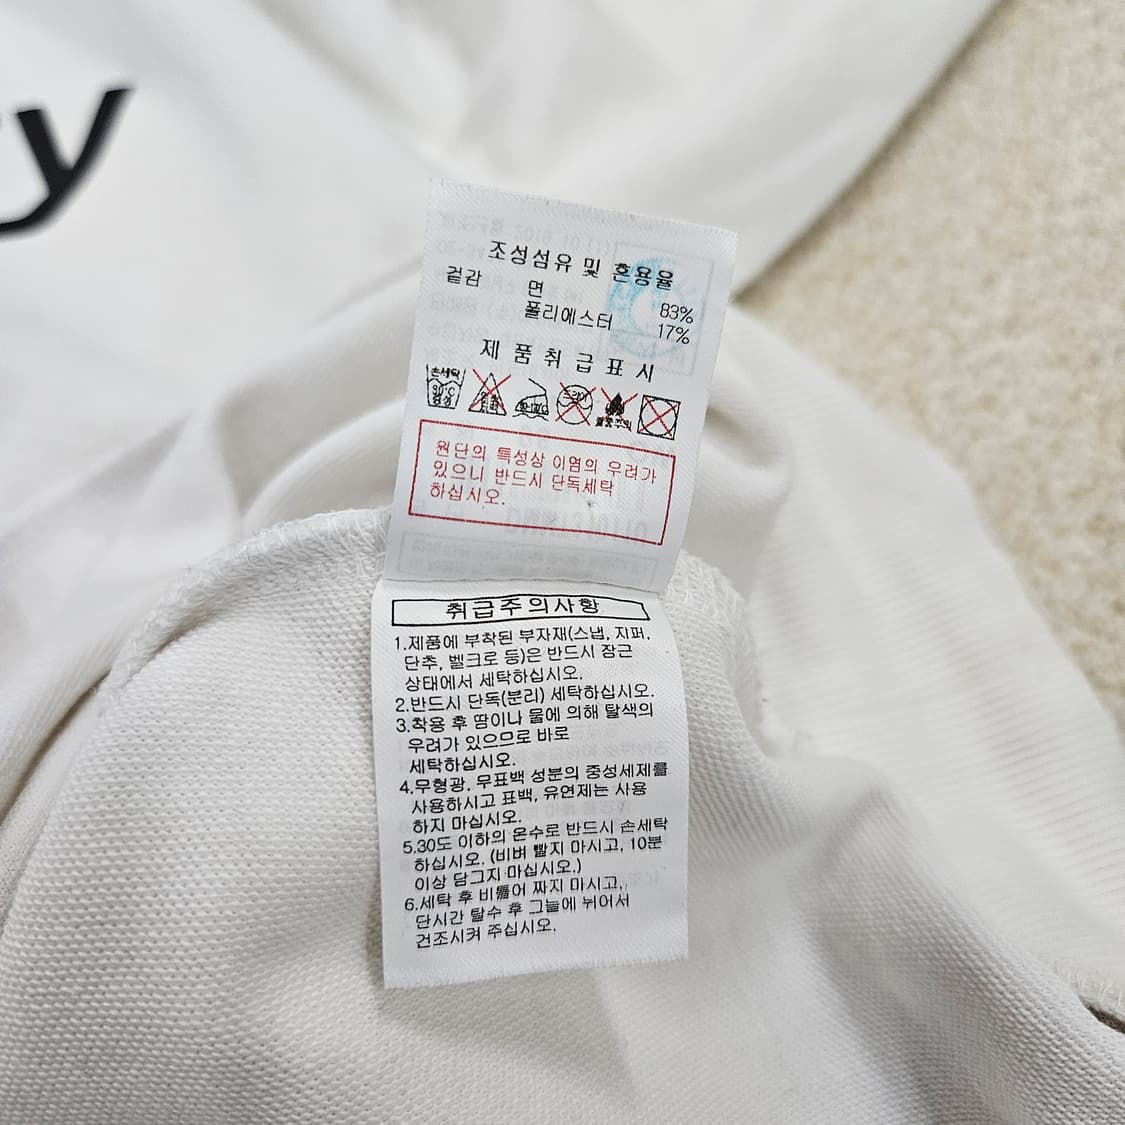 y
조성섬유 및 혼용율
겉감 면 83%
폴리에스터 17%
제품취급표시
손세탁
30℃
중성
드라이
원단의 특성상 이염의 우려가
있으니 반드시 단독세탁
하십시오.
취급주의사항
1.제품에 부착된 부자재(스냅, 지퍼,
단추, 벨크로 등)은 반드시 잠근
상태에서 세탁하십시오.
2.반드시 단독(분리) 세탁하십시오.
3.착용 후 땀이나 물에 의해 탈색의
우려가 있으므로 바로
세탁하십시오.
4.무형광, 무표백 성분의 중성세제를
사용하시고 표백, 유연제는 사용
하지 마십시오.
5.30도 이하의 온수로 반드시 손세탁
하십시오. (비벼 빨지 마시고, 10분
이상 담그지 마십시오.)
6.세탁 후 비틀어 짜지 마시고,
단시간 탈수 후 그늘에 뉘어서
건조시켜 주십시오.